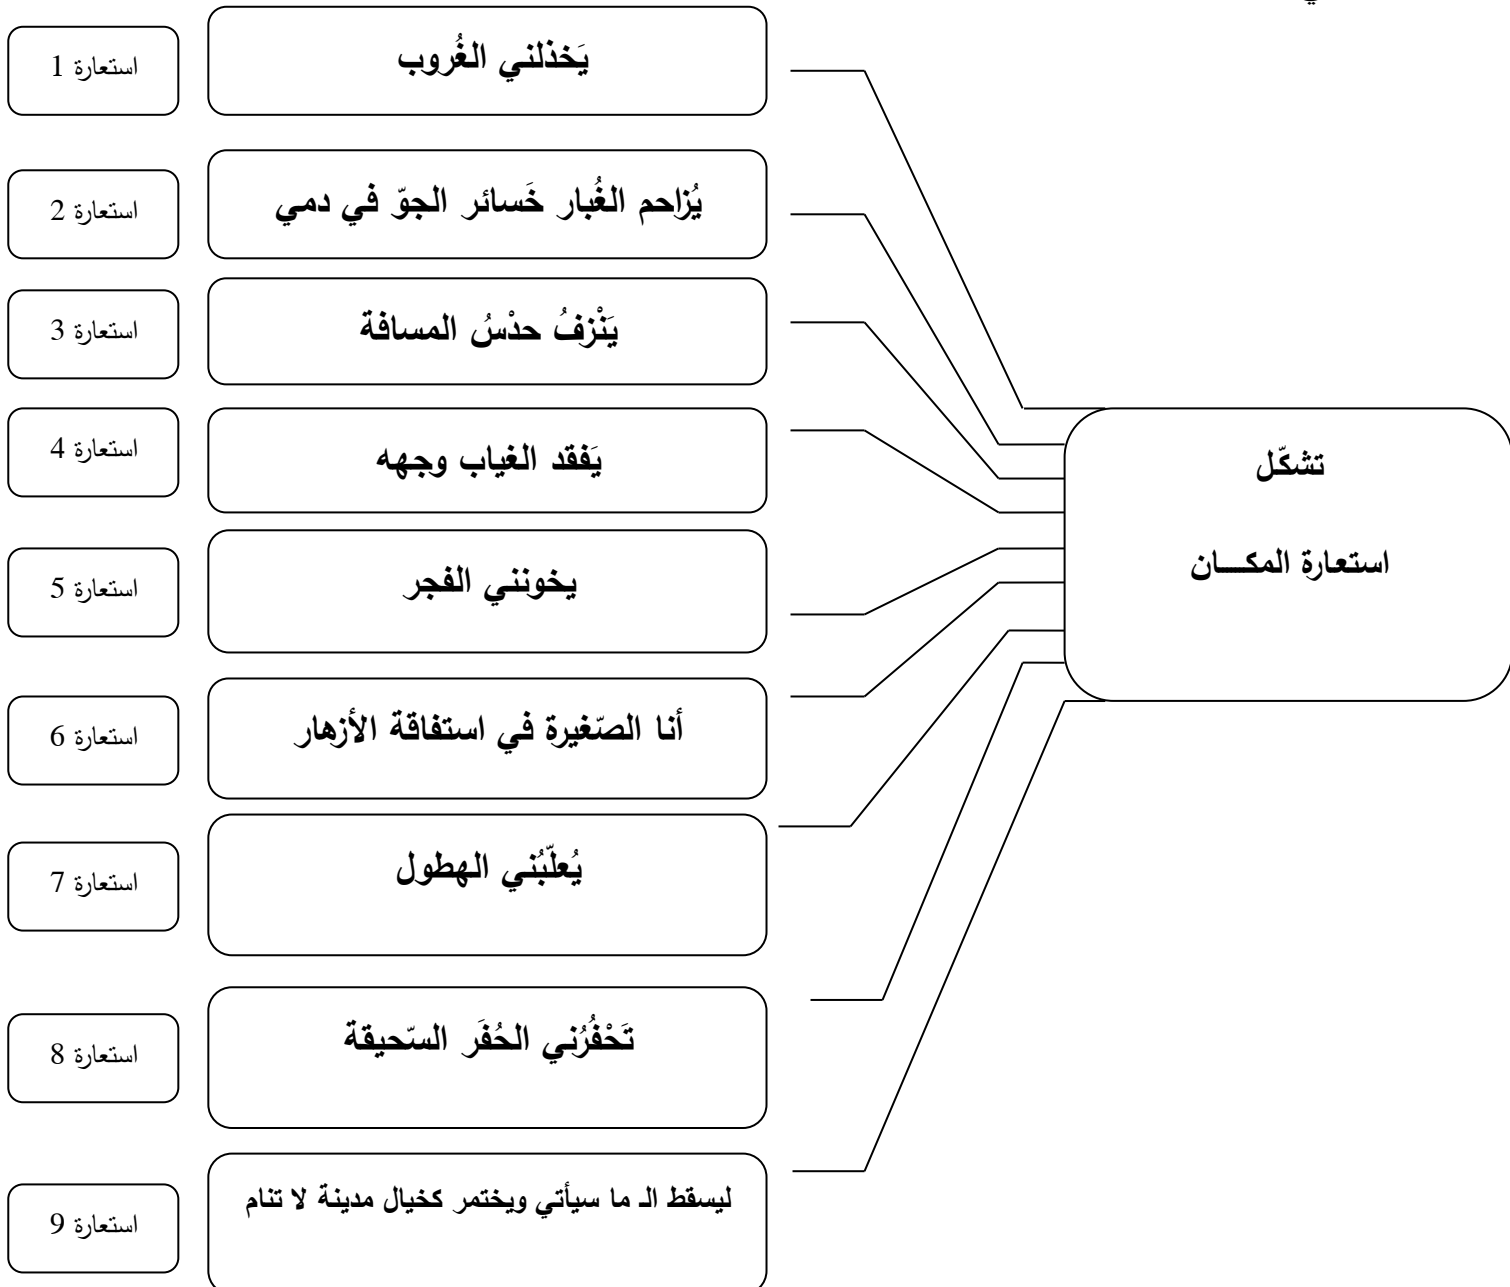 ي
يَخذلني الغُروب
استعارة 1
يُزاحم الغُبار خَسائر الجوّ في دمي
استعارة 2
يَنْزفُ حدْسُ المسافة
استعارة 3
يَفقد الغياب وجهه
استعارة 4
تشكّل
استعارة المكـــان
يخونني الفجر
استعارة 5
أنا الصّغيرة في استفاقة الأزهار
استعارة 6
يُعلّبُني الهطول
استعارة 7
تَحْفُرُني الحُفَر السّحيقة
استعارة 8
ليسقط الـ ما سيأتي ويختمر كخيال مدينة لا تنام
استعارة 9